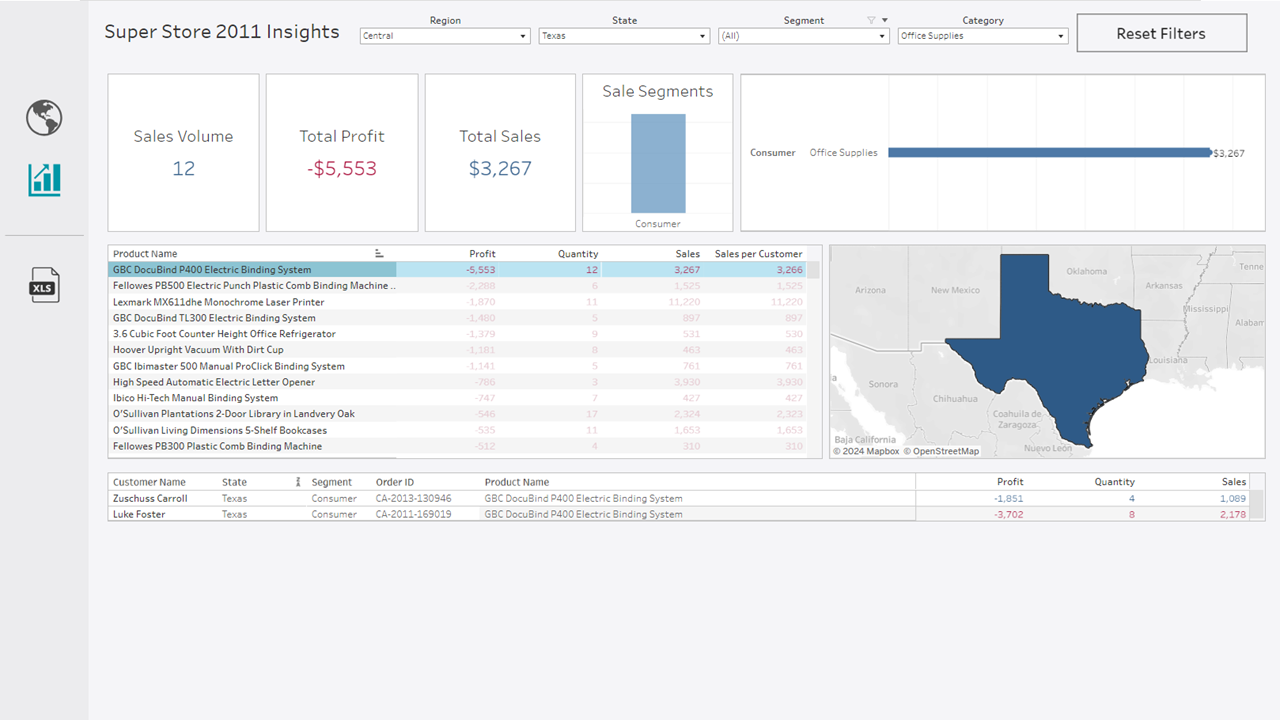 Super Store 2011 Insights
Region
Central
State
Texas
Segment
(All)
Category
Office Supplies
Reset Filters
Sales Volume
12
Total Profit
-$5,553
Total Sales
$3,267
Sale Segments
Consumer
Consumer Office Supplies $3,267
XLS
Product Name Profit Quantity Sales Sales per Customer
GBC DocuBind P400 Electric Binding System -5,553 12 3,267 3,266
Fellowes PB500 Electric Punch Plastic Comb Binding Machine .. -2,288 6 1,525 1,525
Lexmark MX611dhe Monochrome Laser Printer -1,870 11 11,220 11,220
GBC DocuBind TL300 Electric Binding System -1,480 5 897 897
3.6 Cubic Foot Counter Height Office Refrigerator -1,379 9 531 530
Hoover Upright Vacuum With Dirt Cup -1,181 8 463 463
GBC Ibimaster 500 Manual ProClick Binding System -1,141 5 761 761
High Speed Automatic Electric Letter Opener -786 3 3,930 3,930
Ibico Hi-Tech Manual Binding System -747 7 427 427
O'Sullivan Plantations 2-Door Library in Landvery Oak -546 17 2,324 2,323
O'Sullivan Living Dimensions 5-Shelf Bookcases -535 11 1,653 1,653
Fellowes PB300 Plastic Comb Binding Machine -512 4 310 310
Tenne
Oklahoma
Arizona
New Mexico
Arkansas
Mississippi
Alabam
Louisiana
Sonora
Chihuahua
Coahuila de
Zaragoza
Baja California
Nuevo León
© 2024 Mapbox © OpenStreetMap
Customer Name State Segment Order ID Product Name Profit Quantity Sales
Zuschuss Carroll Texas Consumer CA-2013-130946 GBC DocuBind P400 Electric Binding System -1,851 4 1,089
Luke Foster Texas Consumer CA-2011-169019 GBC DocuBind P400 Electric Binding System -3,702 8 2,178